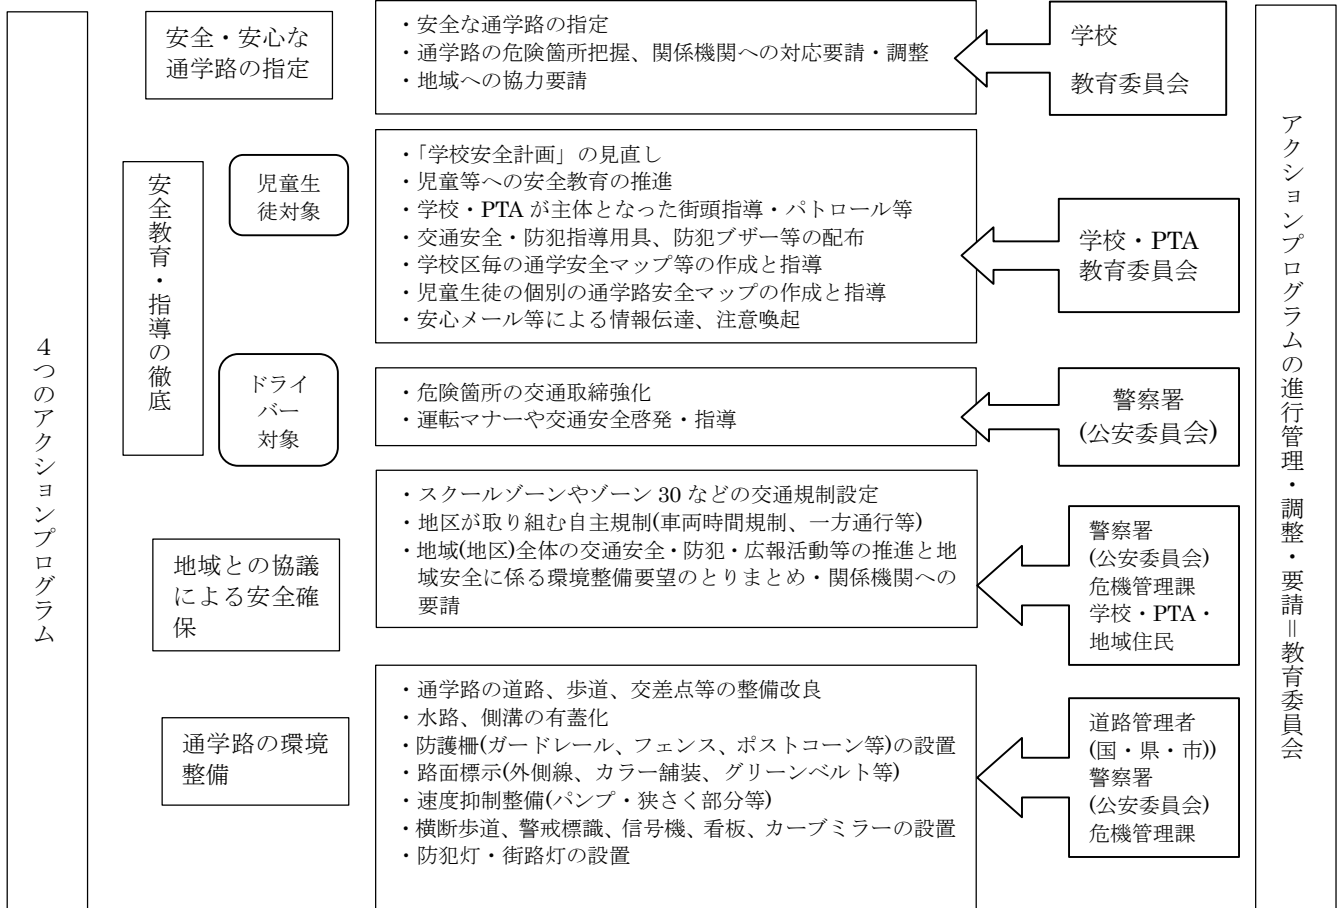 4つのアクションプログラム
安全・安心な
通学路の指定
・安全な通学路の指定
・通学路の危険箇所把握、関係機関への対応要請・調整
・地域への協力要請
学校
教育委員会
安全教育・指導の徹底
児童生
徒対象
・「学校安全計画」の見直し
・児童等への安全教育の推進
・学校・PTA が主体となった街頭指導・パトロール等
・交通安全・防犯指導用具、防犯ブザー等の配布
・学校区毎の通学安全マップ等の作成と指導
・児童生徒の個別の通学路安全マップの作成と指導
・安心メール等による情報伝達、注意喚起
学校・PTA
教育委員会
ドライ
バー
対象
・危険箇所の交通取締強化
・運転マナーや交通安全啓発・指導
警察署
(公安委員会)
地域との協議
による安全確
保
・スクールゾーンやゾーン 30 などの交通規制設定
・地区が取り組む自主規制(車両時間規制、一方通行等)
・地域(地区)全体の交通安全・防犯・広報活動等の推進と地
域安全に係る環境整備要望のとりまとめ・関係機関への
要請
警察署
(公安委員会)
危機管理課
学校・PTA・
地域住民
通学路の環境
整備
・通学路の道路、歩道、交差点等の整備改良
・水路、側溝の有蓋化
・防護柵(ガードレール、フェンス、ポストコーン等)の設置
・路面標示(外側線、カラー舗装、グリーンベルト等)
・速度抑制整備(パンプ・狭さく部分等)
・横断歩道、警戒標識、信号機、看板、カーブミラーの設置
・防犯灯・街路灯の設置
道路管理者
(国・県・市))
警察署
(公安委員会)
危機管理課
アクションプログラムの進行管理・調整・要請＝教育委員会